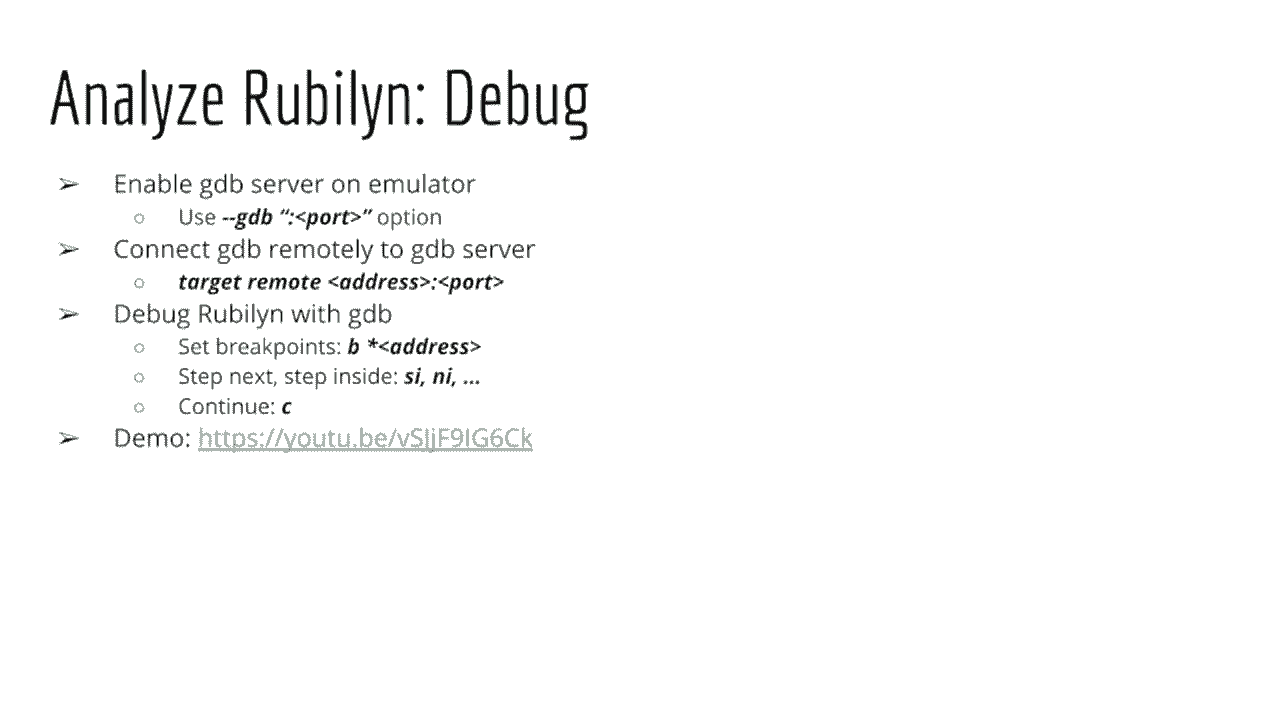 Analyze Rubilyn: Debug
➢ Enable gdb server on emulator
○ Use --gdb “:<port>” option
➢ Connect gdb remotely to gdb server
○ target remote <address>:<port>
➢ Debug Rubilyn with gdb
○ Set breakpoints: b *<address>
○ Step next, step inside: si, ni, ...
○ Continue: c
➢ Demo: https://youtu.be/vSJjF9IG6Ck